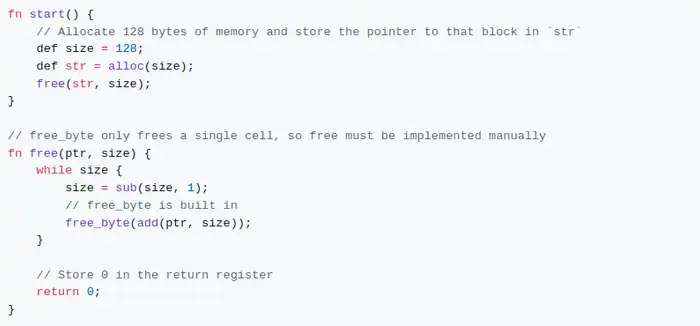 fn start() {
    // Allocate 128 bytes of memory and store the pointer to that block in `str`
    def size = 128;
    def str = alloc(size);
    free(str, size);
}

// free_byte only frees a single cell, so free must be implemented manually
fn free(ptr, size) {
    while size {
        size = sub(size, 1);
        // free_byte is built in
        free_byte(add(ptr, size));
    }

    // Store 0 in the return register
    return 0;
}